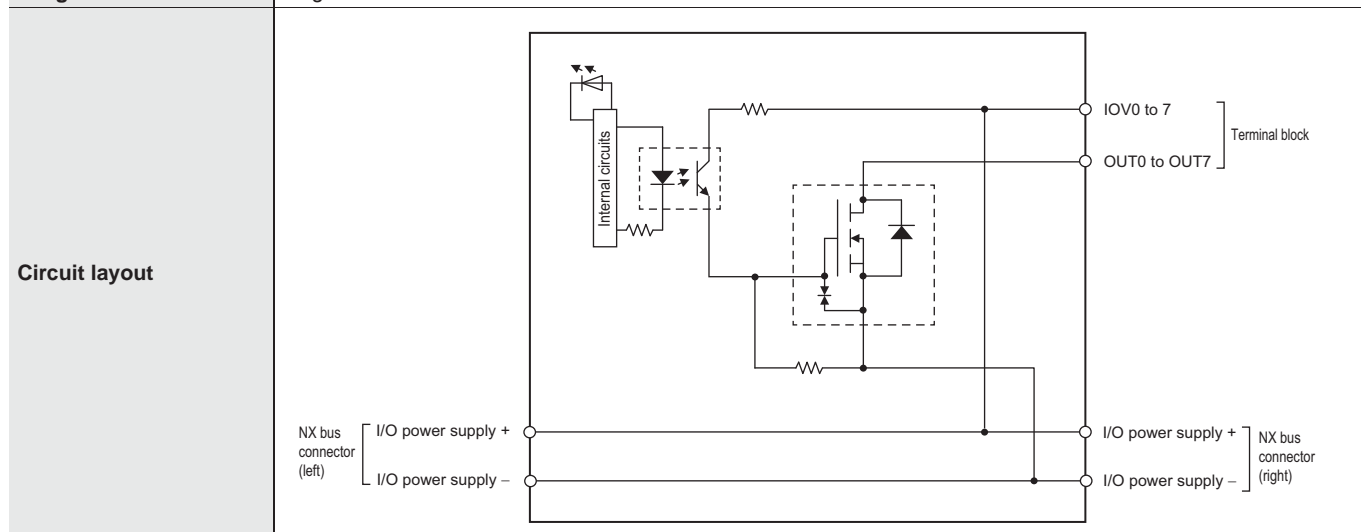 Circuit layout
Internal circuits
IOV0 to 7
OUT0 to OUT7
Terminal block
NX bus
connector
(left)
I/O power supply +
I/O power supply −
I/O power supply +
I/O power supply −
NX bus
connector
(right)